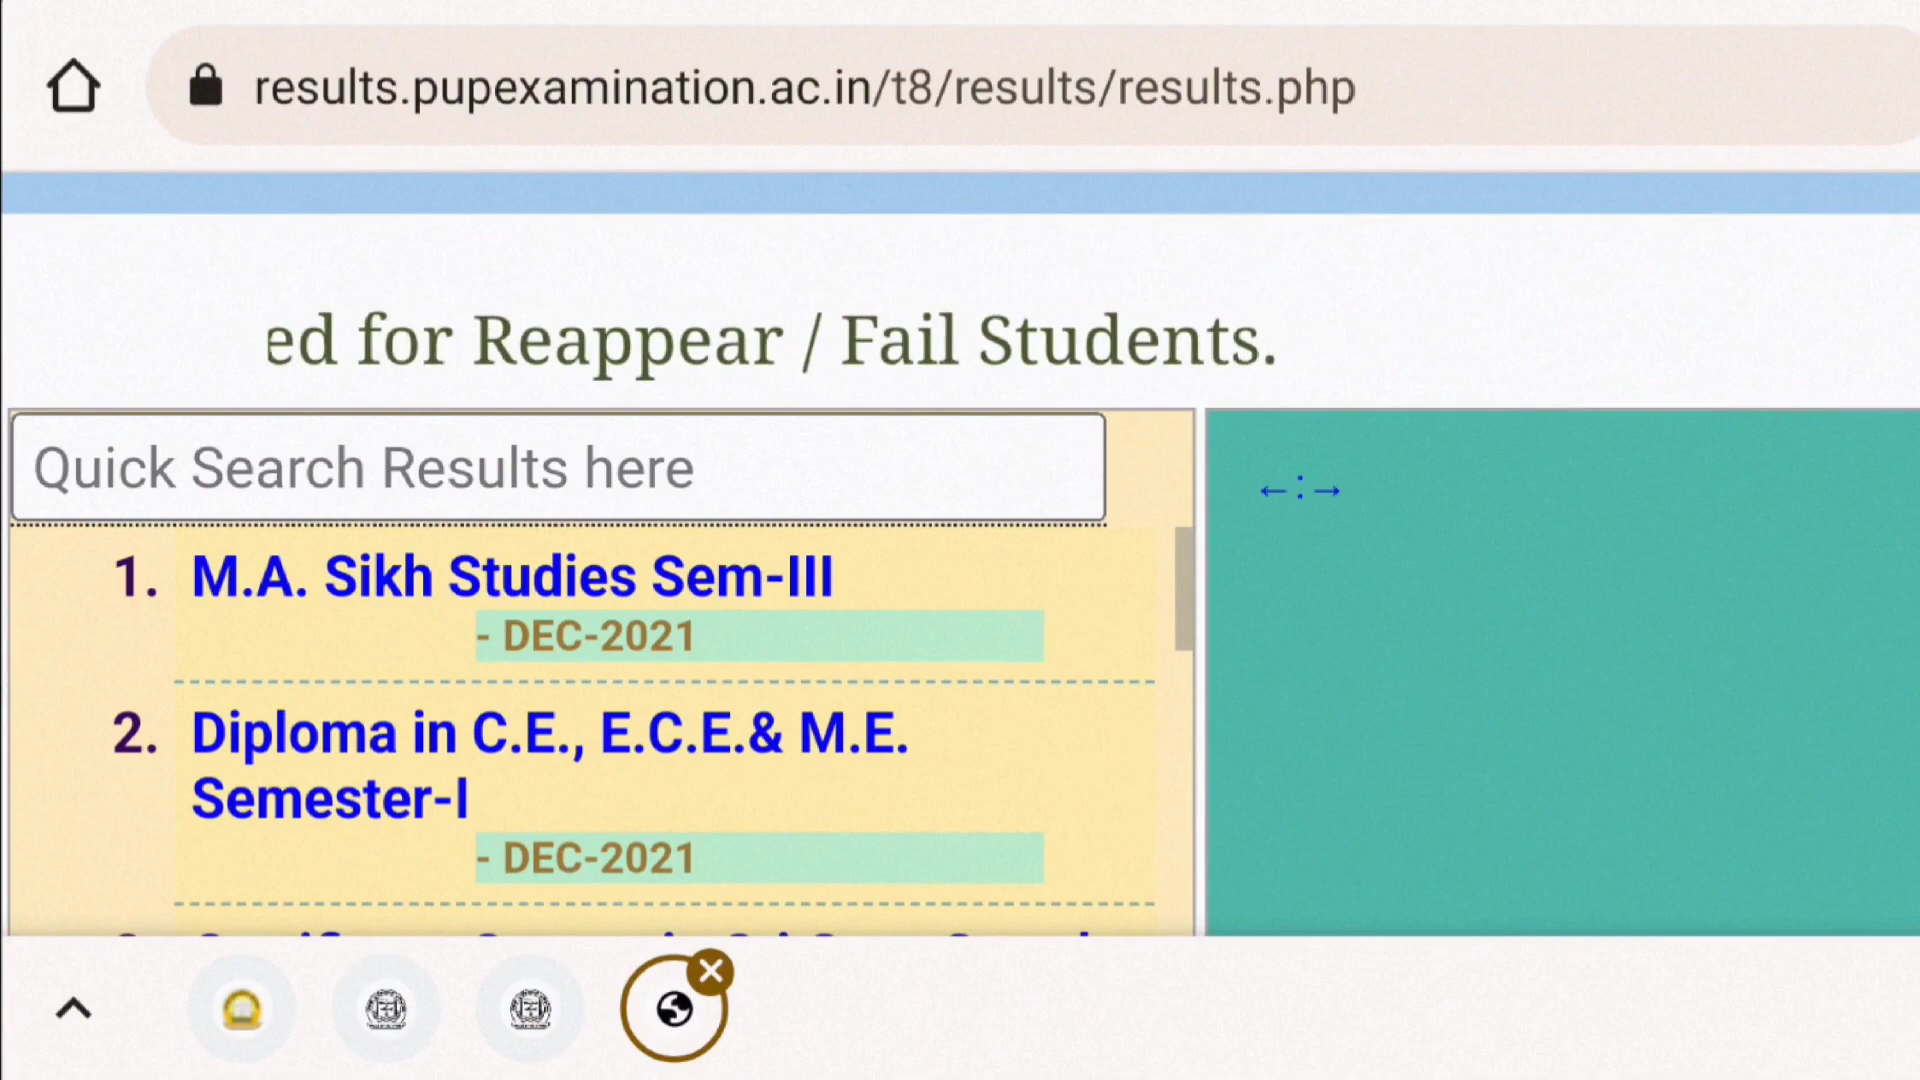 results.pupexamination.ac.in/t8/results/results.php
ed for Reappear / Fail Students.
Quick Search Results here
1. M.A. Sikh Studies Sem-III
- DEC-2021
2. Diploma in C.E., E.C.E.& M.E.
Semester-I
- DEC-2021